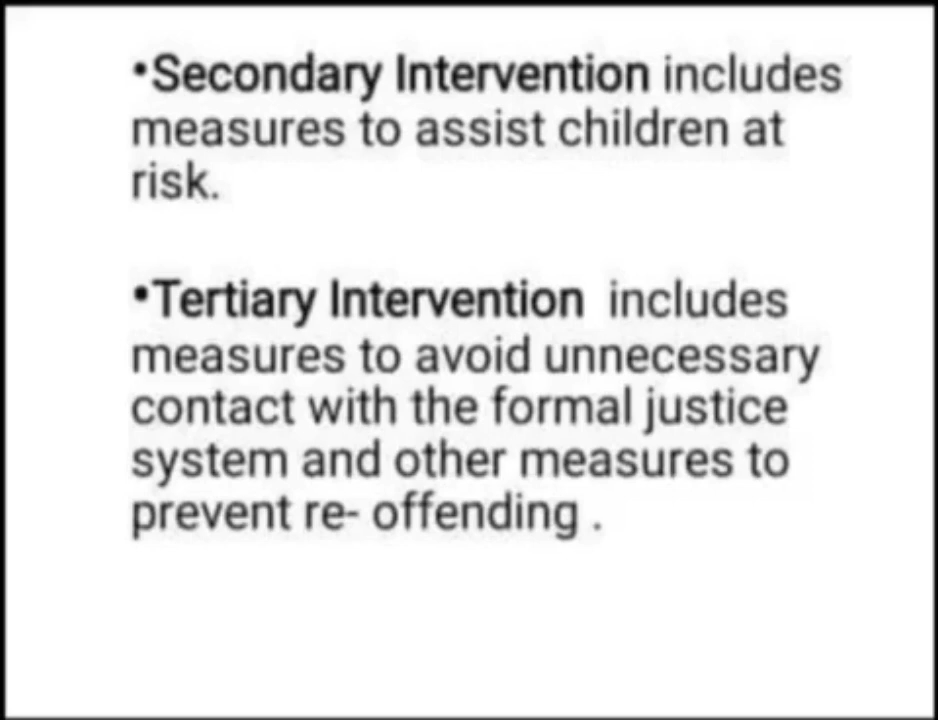 •Secondary Intervention includes
measures to assist children at
risk.
•Tertiary Intervention includes
measures to avoid unnecessary
contact with the formal justice
system and other measures to
prevent re- offending .